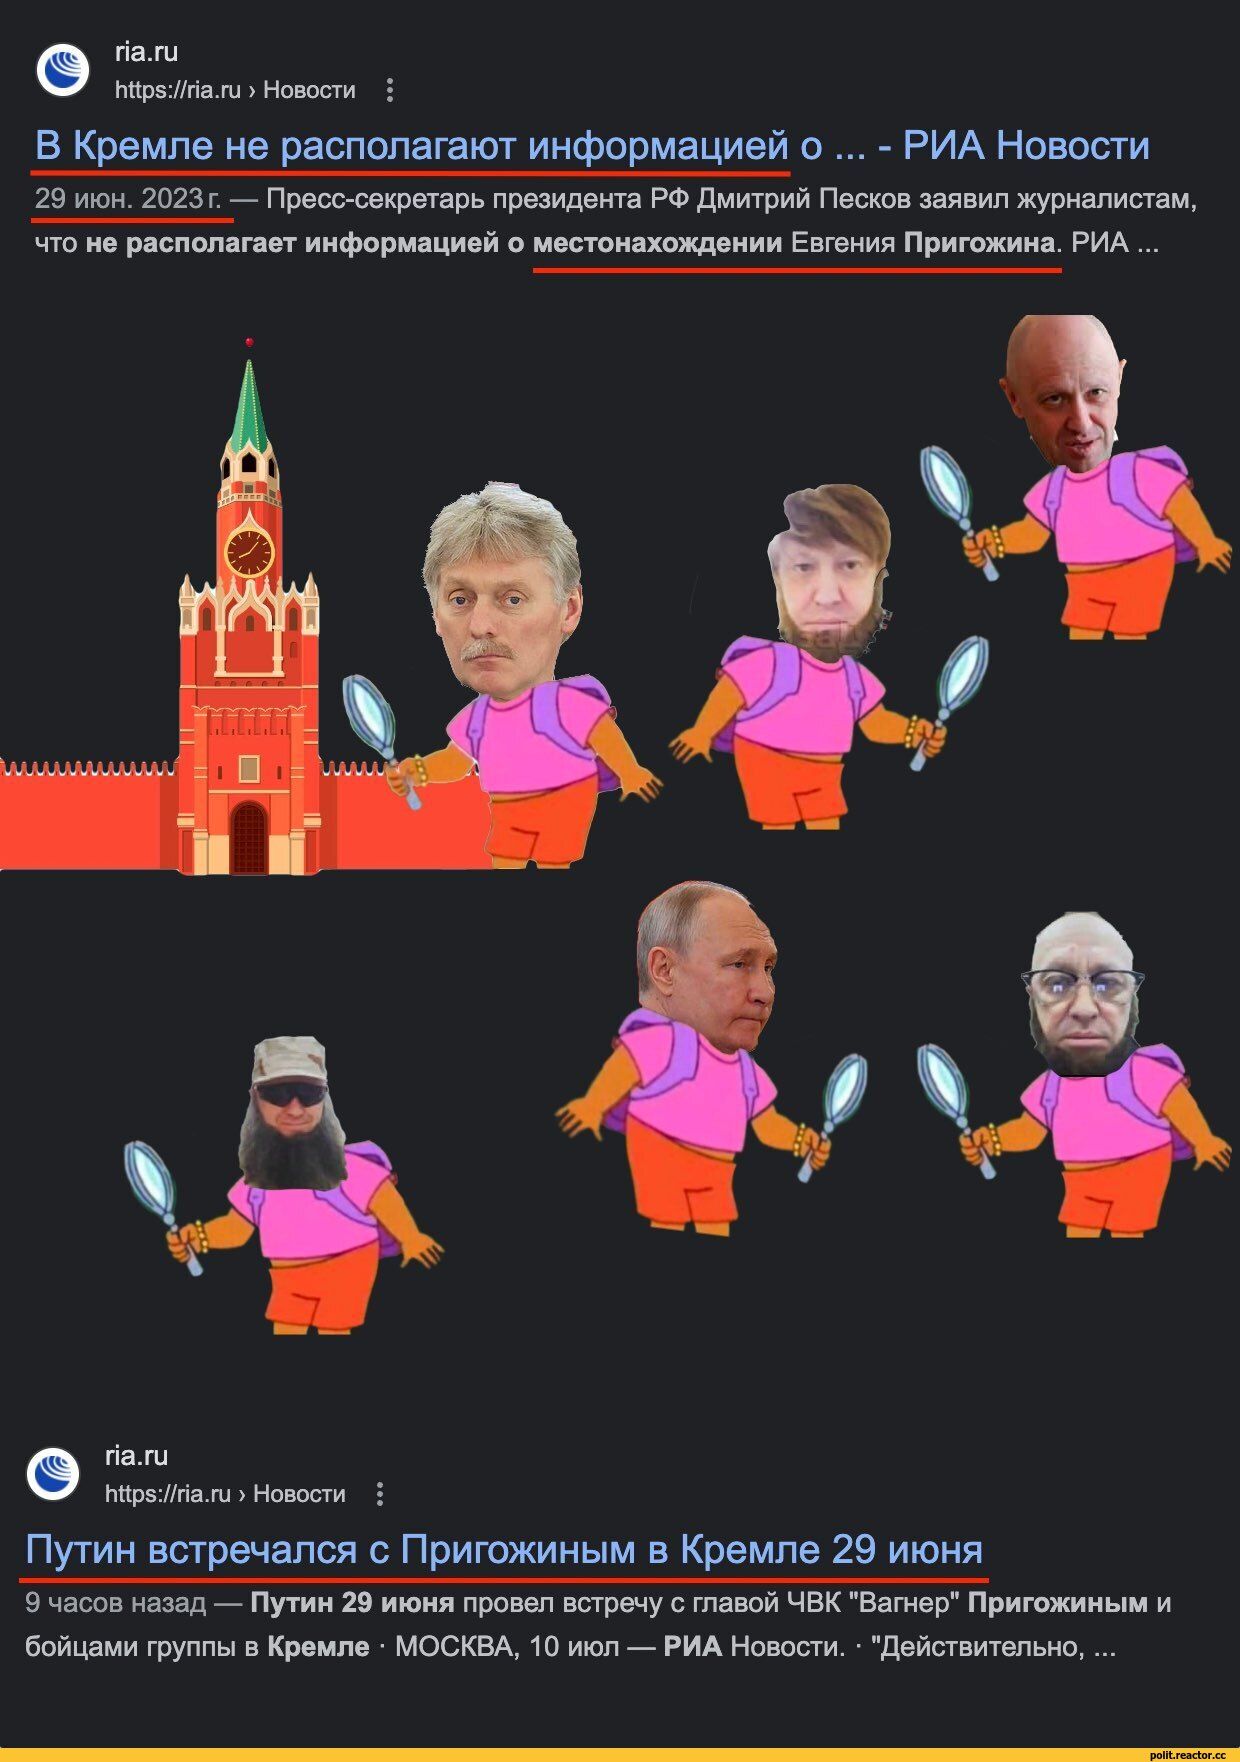 ria.ru
https://ria.ru › Новости
В Кремле не располагают информацией о ... - РИА Новости
29 июн. 2023 г. — Пресс-секретарь президента РФ Дмитрий Песков заявил журналистам,
что не располагает информацией о местонахождении Евгения Пригожина. РИА ...
ria.ru
https://ria.ru › Новости
Путин встречался с Пригожиным в Кремле 29 июня
9 часов назад — Путин 29 июня провел встречу с главой ЧВК "Вагнер" Пригожиным и
бойцами группы в Кремле · МОСКВА, 10 июл — РИА Новости. · "Действительно, ...
polit.reactor.cc